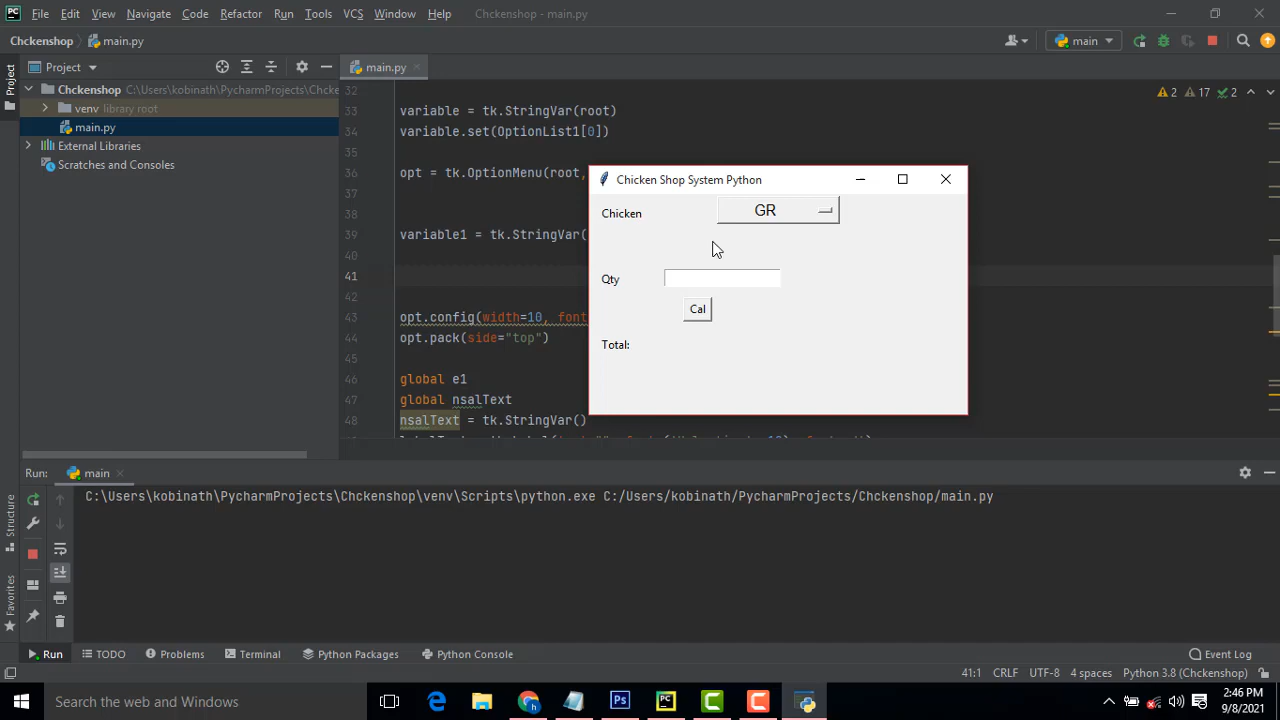 PC File Edit View Navigate Code Refactor Run Tools VCS Window Help Chckenshop - main.py
Chckenshop main.py main
Project Project main.py
Chckenshop C:\Users\kobinath\PycharmProjects\Chcke
venv library root
main.py
External Libraries
Scratches and Consoles
2 17 2
32
33 variable = tk.StringVar(root)
34 variable.set(OptionList1[0])
35
36 opt = tk.OptionMenu(root,
37
38
39 variable1 = tk.StringVar(
40
41
42
43 opt.config(width=10, font
44 opt.pack(side="top")
45
46 global e1
47 global nsalText
48 nsalText = tk.StringVar()
Chicken Shop System Python
Chicken GR
Qty
Cal
Total:
Run: main
C:\Users\kobinath\PycharmProjects\Chckenshop\venv\Scripts\python.exe C:/Users/kobinath/PycharmProjects/Chckenshop/main.py
Structure
Favorites
Run TODO Problems Terminal Python Packages Python Console Event Log
41:1 CRLF UTF-8 4 spaces Python 3.8 (Chckenshop)
Search the web and Windows
Ps PC
2:46 PM
9/8/2021